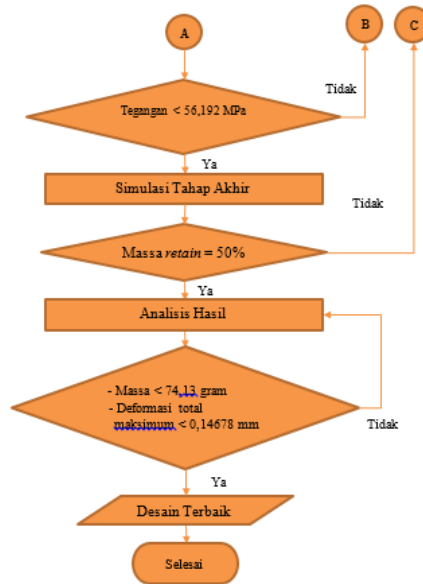 A
B
C
Tegangan < 56,192 MPa
Tidak
Ya
Simulasi Tahap Akhir
Tidak
Massa retain = 50%
Ya
Analisis Hasil
- Massa < 74,13 gram
- Deformasi total
maksimum < 0,14678 mm
Tidak
Ya
Desain Terbaik
Selesai